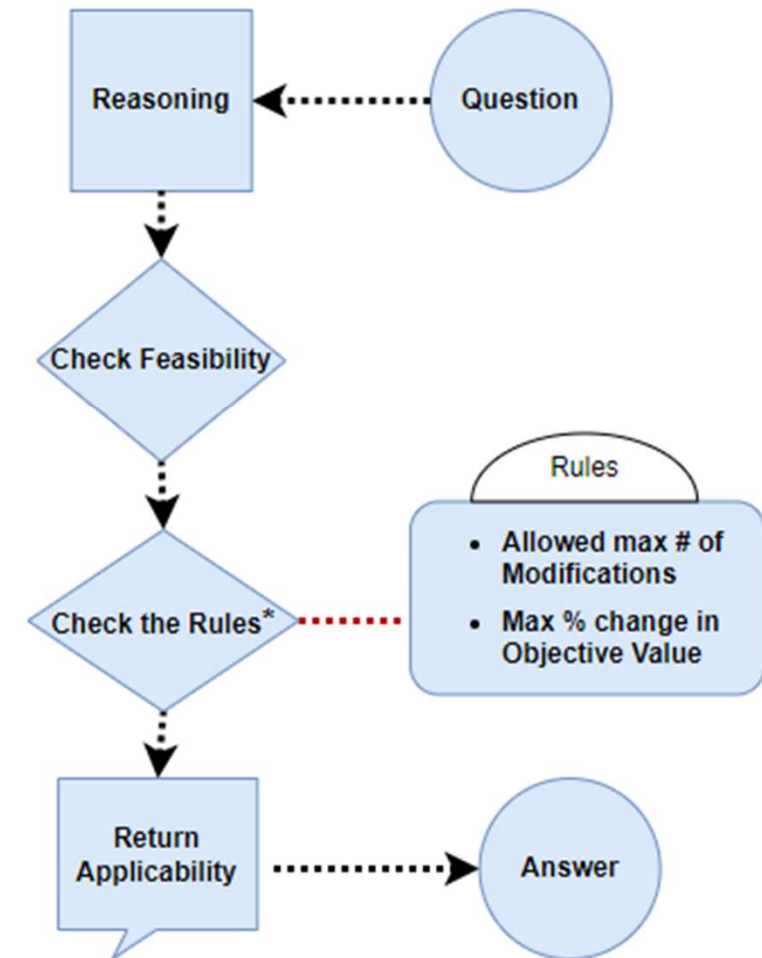 Reasoning
Question
Check Feasibility
Rules
• Allowed max # of
Modifications
• Max % change in
Objective Value
Check the Rules*
Return
Applicability
Answer